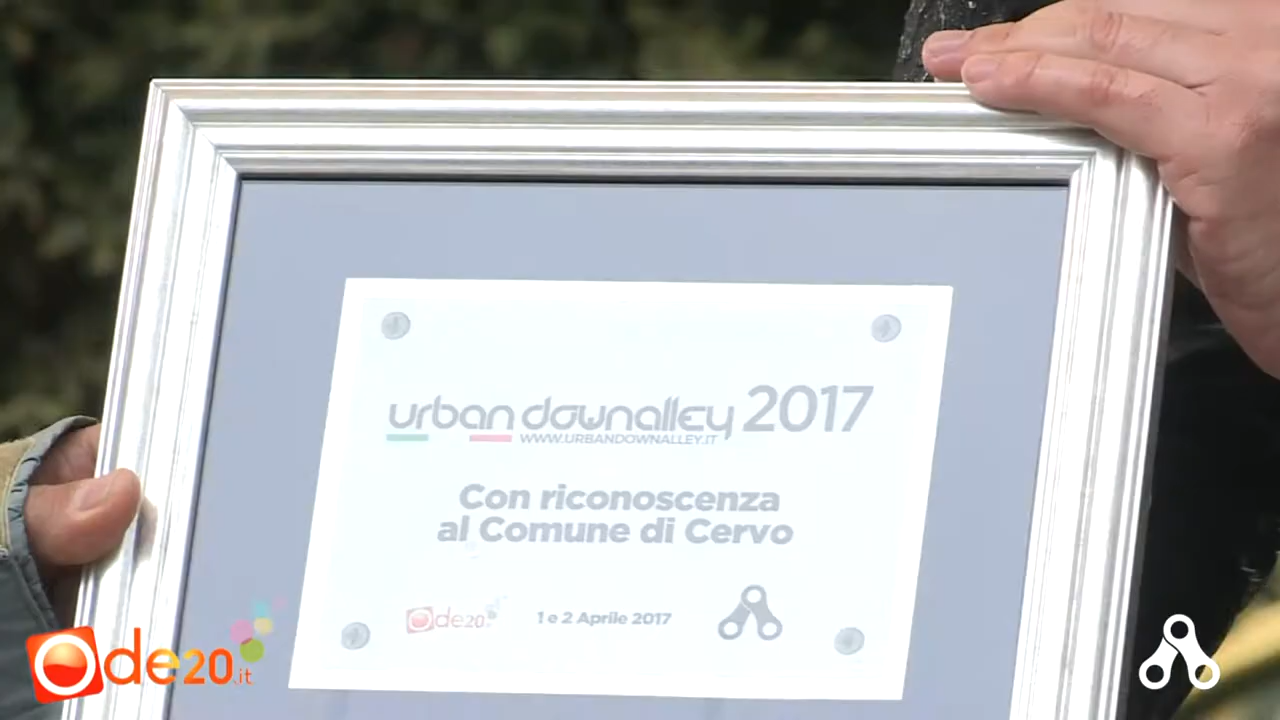 urban downalley 2017
WWW.URBANDOWNALLEY.IT
Con riconoscenza
al Comune di Cervo
de20.it
1 e 2 Aprile 2017
de20.it